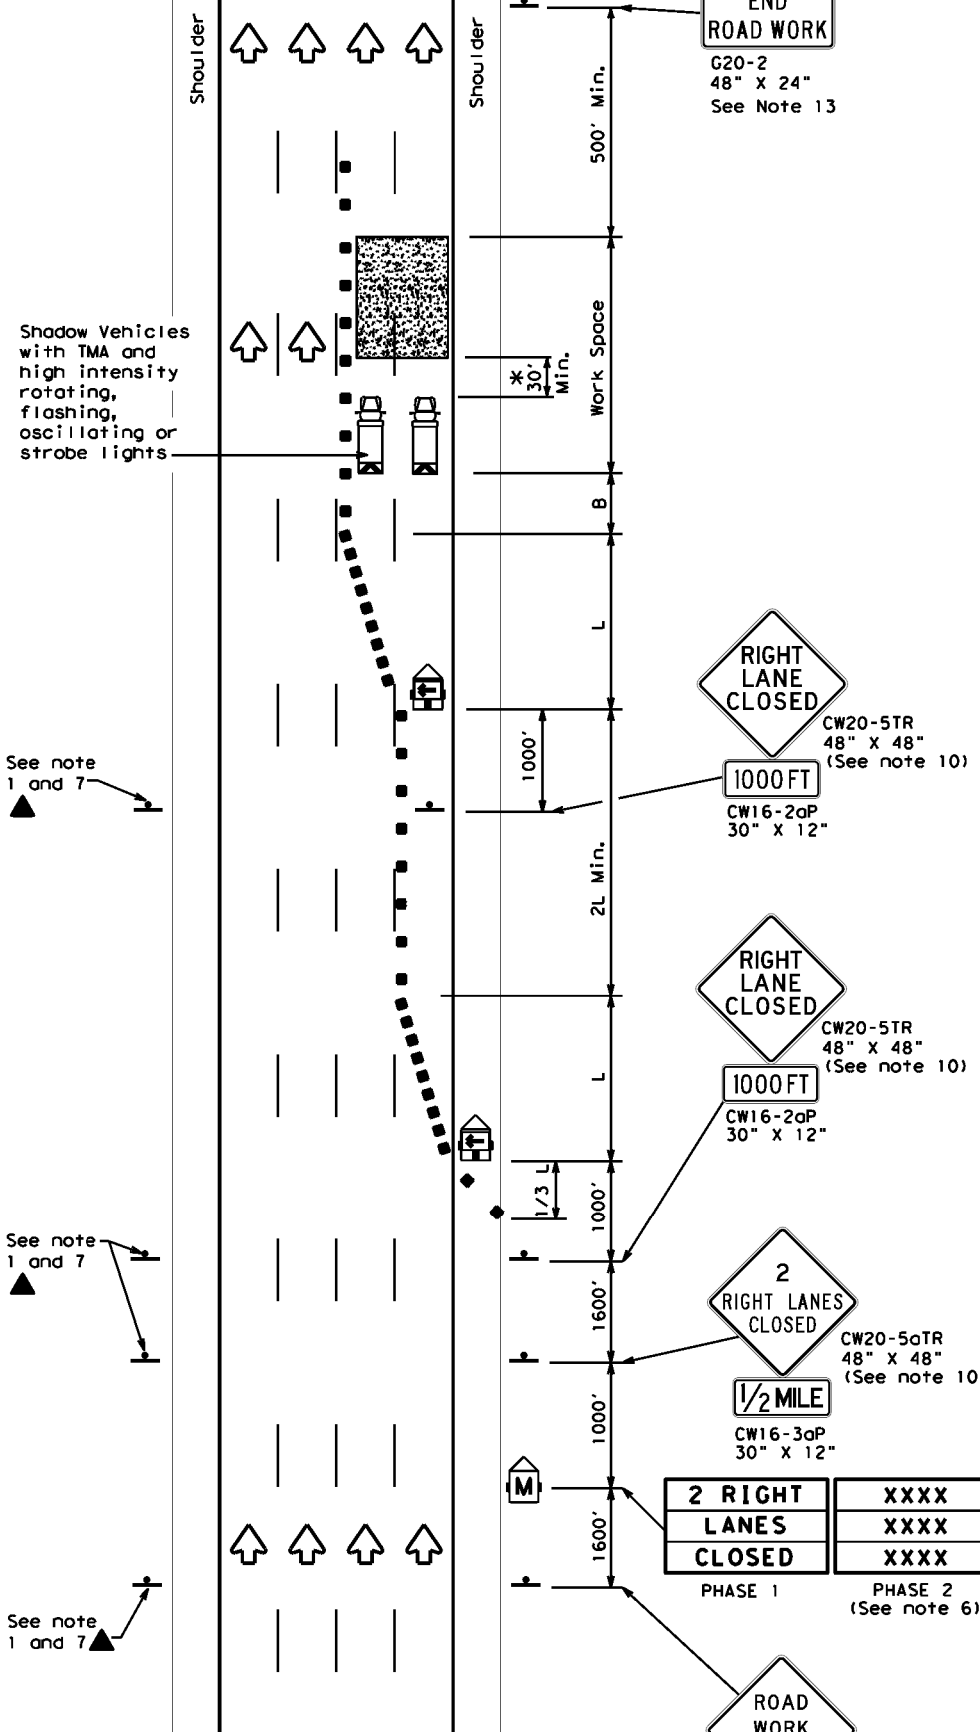 Shoulder
Shoulder
END
ROAD WORK
G20-2
48" X 24"
See Note 13
500' Min.
Shadow Vehicles
with TMA and
high intensity
rotating,
flashing,
oscillating or
strobe lights
* 30'
Min.
Work Space
B
L
RIGHT
LANE
CLOSED
CW20-5TR
48" X 48"
(See note 10)
1000 FT
CW16-2aP
30" X 12"
See note
1 and 7
1000'
2L Min.
RIGHT
LANE
CLOSED
CW20-5TR
48" X 48"
(See note 10)
1000 FT
CW16-2aP
30" X 12"
L
1/3 L
1000'
See note
1 and 7
1600'
2
RIGHT LANES
CLOSED
CW20-5aTR
48" X 48"
(See note 10
1/2 MILE
CW16-3aP
30" X 12"
1000'
M
2 RIGHT
LANES
CLOSED
PHASE 1
XXXX
XXXX
XXXX
PHASE 2
(See note 6)
1600'
See note
1 and 7
ROAD
WORK